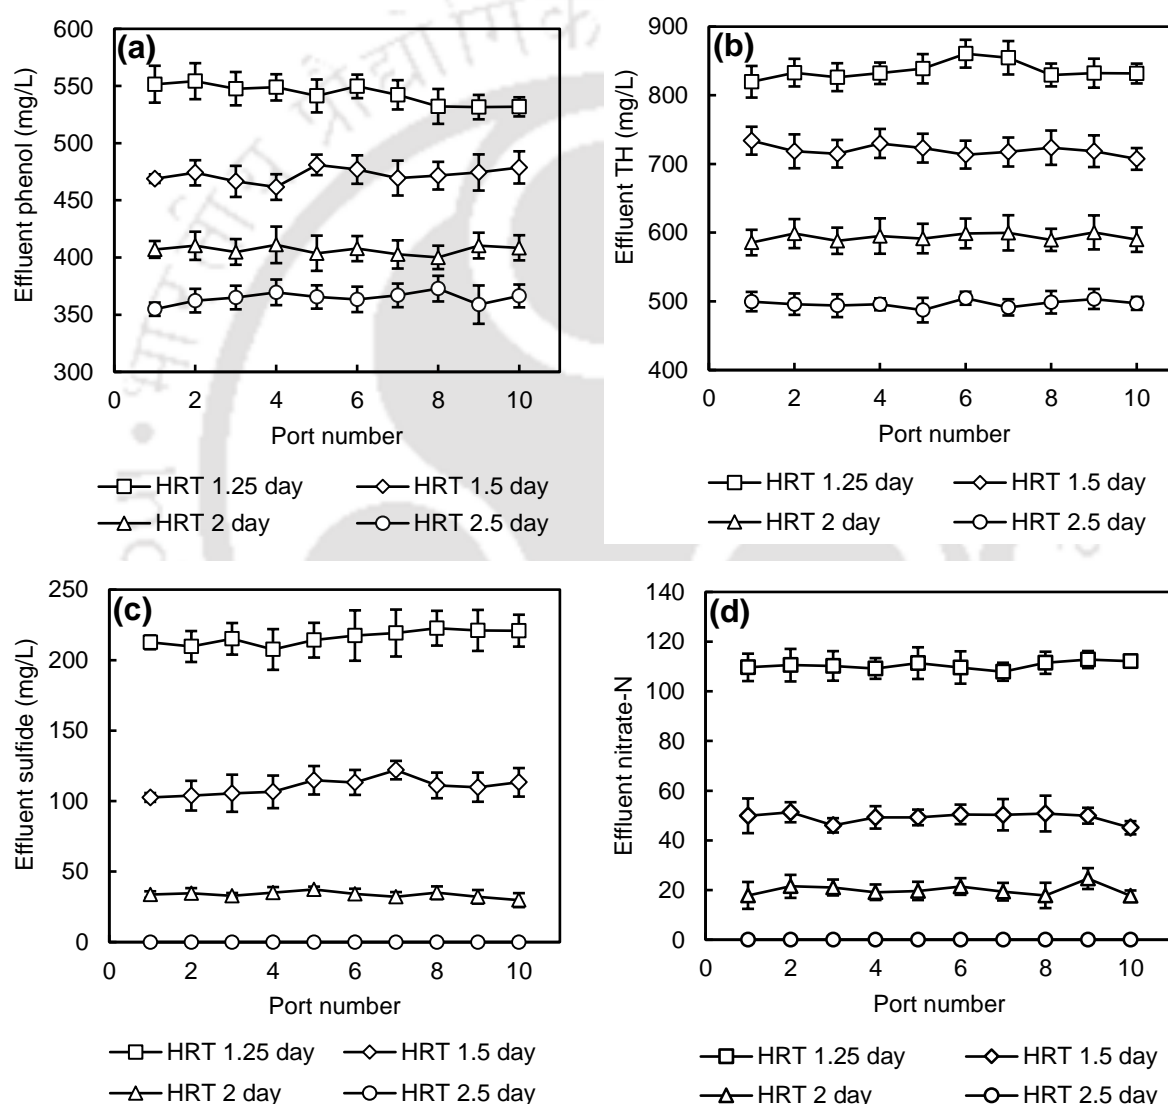 (a)
600
550
500
450
400
350
300
Effluent phenol (mg/L)
0 2 4 6 8 10
Port number
HRT 1.25 day HRT 1.5 day
HRT 2 day HRT 2.5 day
(b)
900
800
700
600
500
400
Effluent TH (mg/L)
0 2 4 6 8 10
Port number
HRT 1.25 day HRT 1.5 day
HRT 2 day HRT 2.5 day
(c)
250
200
150
100
50
0
Effluent sulfide (mg/L)
0 2 4 6 8 10
Port number
HRT 1.25 day HRT 1.5 day
HRT 2 day HRT 2.5 day
(d)
140
120
100
80
60
40
20
0
Effluent nitrate-N
0 2 4 6 8 10
Port number
HRT 1.25 day HRT 1.5 day
HRT 2 day HRT 2.5 day